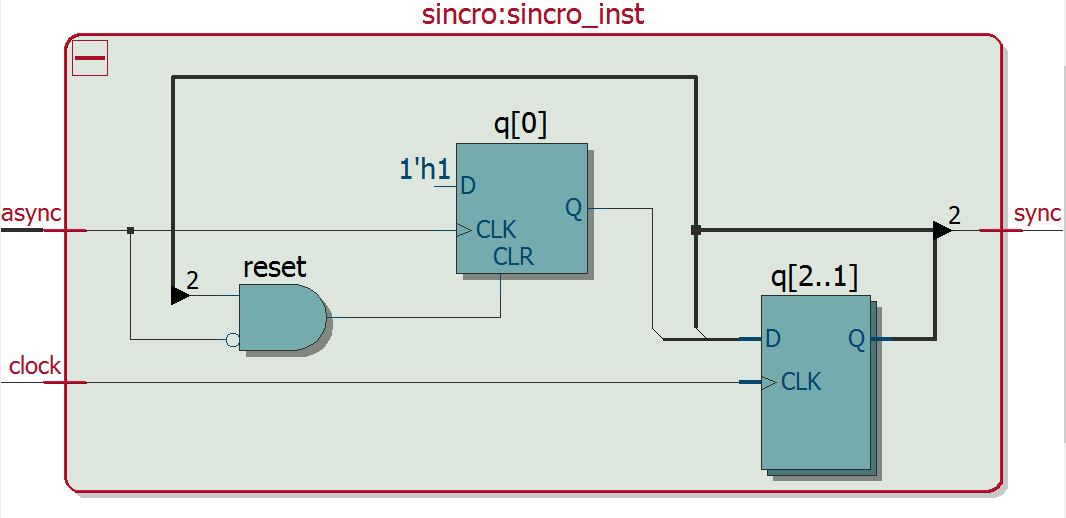 sincro:sincro_inst
q[0]
1'h1
D
Q
async
CLK
2
sync
CLR
reset
q[2..1]
2
D
Q
clock
CLK